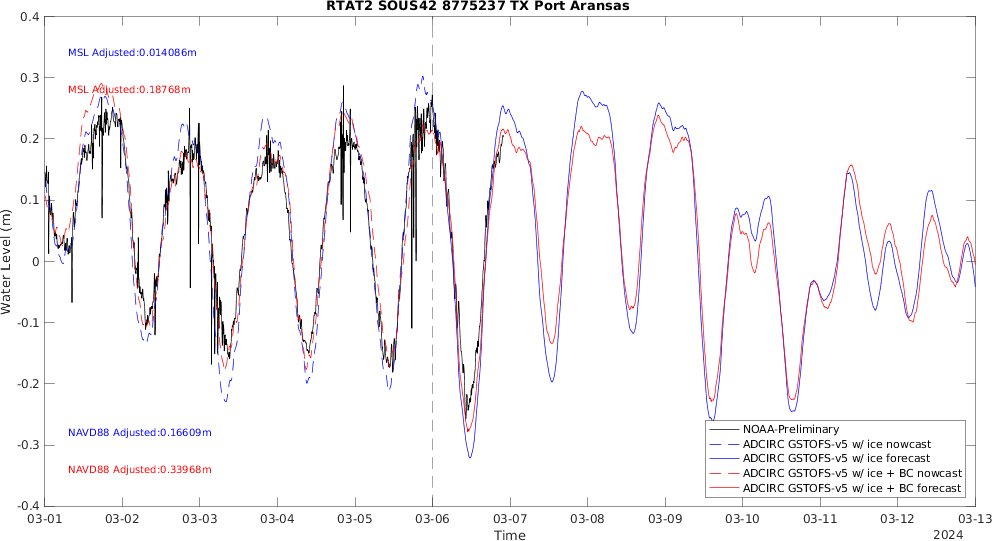 RTAT2 SOUS42 8775237 TX Port Aransas
0.4
MSL Adjusted:0.014086m
0.3
MSL Adjusted:0.18768m
0.2
0.1
Water Level (m)
0
-0.1
-0.2
NAVD88 Adjusted:0.16609m
-0.3
NAVD88 Adjusted:0.33968m
-0.4
NOAA-Preliminary
ADCIRC GSTOFS-v5 w/ ice nowcast
ADCIRC GSTOFS-v5 w/ ice forecast
ADCIRC GSTOFS-v5 w/ ice + BC nowcast
ADCIRC GSTOFS-v5 w/ ice + BC forecast
03-01 03-02 03-03 03-04 03-05 03-06 03-07 03-08 03-09 03-10 03-11 03-12 03-13
Time
2024